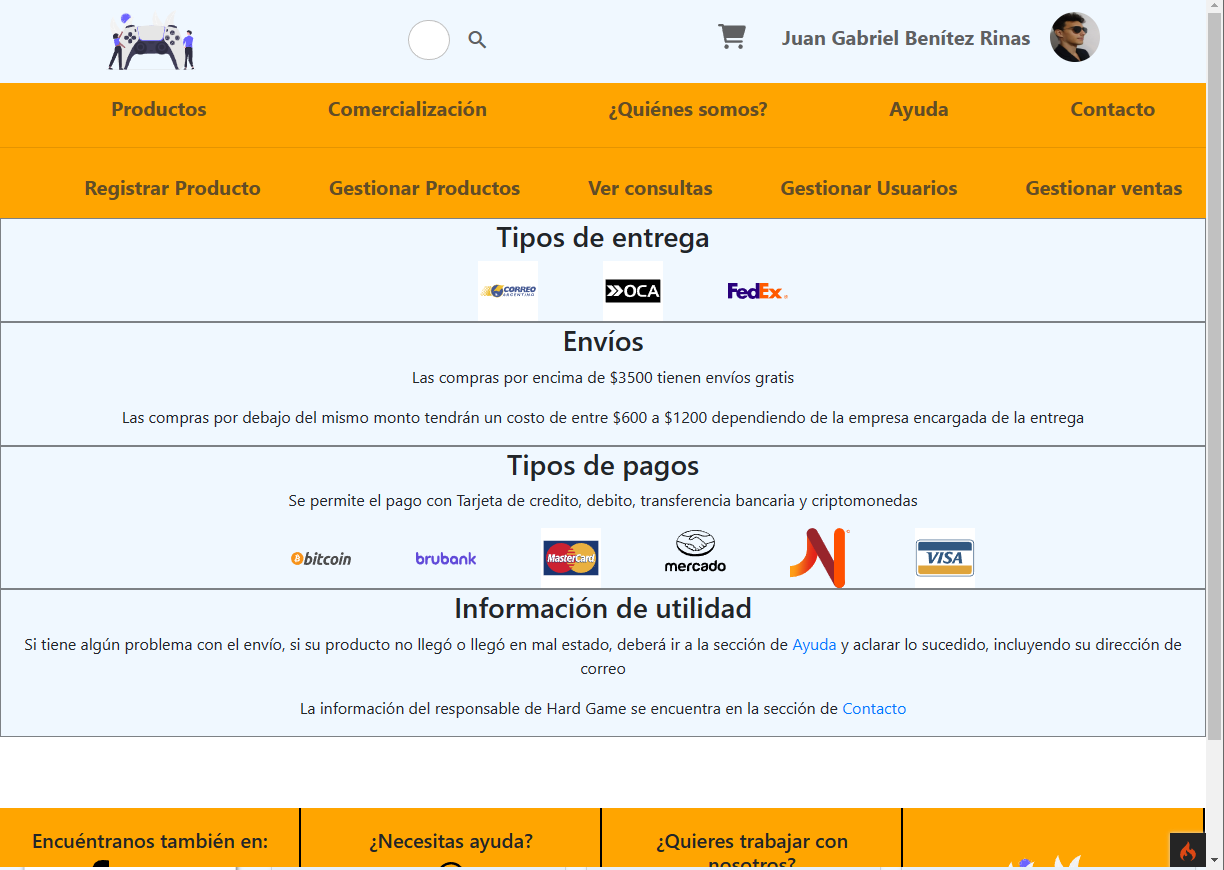 Juan Gabriel Benítez Rinas
Productos Comercialización ¿Quiénes somos? Ayuda Contacto
Registrar Producto Gestionar Productos Ver consultas Gestionar Usuarios Gestionar ventas
Tipos de entrega
CORREO ARGENTINO OCA FedEx
Envíos
Las compras por encima de $3500 tienen envíos gratis
Las compras por debajo del mismo monto tendrán un costo de entre $600 a $1200 dependiendo de la empresa encargada de la entrega
Tipos de pagos
Se permite el pago con Tarjeta de credito, debito, transferencia bancaria y criptomonedas
bitcoin brubank MasterCard mercado VISA
Información de utilidad
Si tiene algún problema con el envío, si su producto no llegó o llegó en mal estado, deberá ir a la sección de Ayuda y aclarar lo sucedido, incluyendo su dirección de
correo
La información del responsable de Hard Game se encuentra en la sección de Contacto
Encuéntranos también en: ¿Necesitas ayuda? ¿Quieres trabajar con
nosotros?